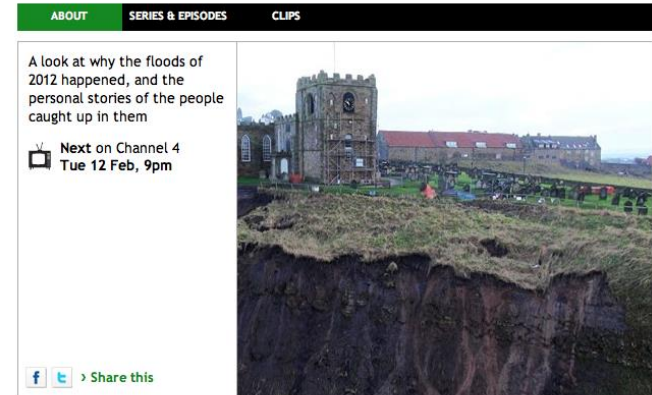 ABOUT
SERIES & EPISODES
CLIPS
A look at why the floods of
2012 happened, and the
personal stories of the people
caught up in them
Next on Channel 4
Tue 12 Feb, 9pm
f t › Share this